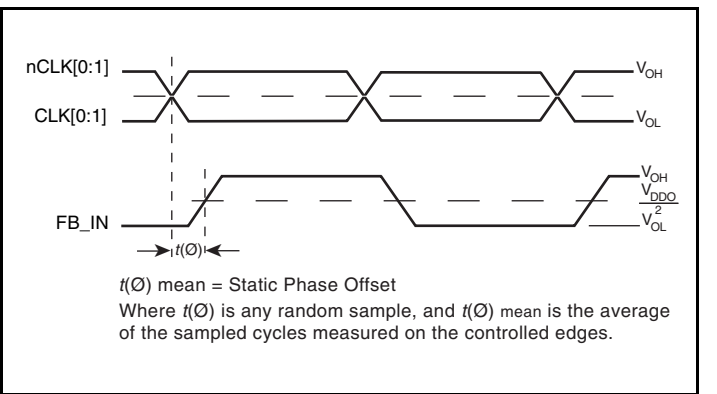 nCLK[0:1]
V_OH
CLK[0:1]
V_OL
V_OH
V_DDO
2
FB_IN
V_OL
t(Ø)
t(Ø) mean = Static Phase Offset
Where t(Ø) is any random sample, and t(Ø) mean is the average
of the sampled cycles measured on the controlled edges.